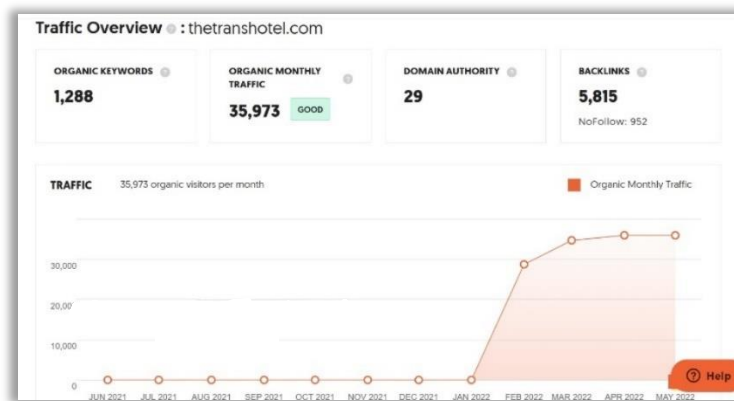 Traffic Overview ? : thetranshotel.com
ORGANIC KEYWORDS ?
1,288
ORGANIC MONTHLY
TRAFFIC ?
35,973 GOOD
DOMAIN AUTHORITY ?
29
BACKLINKS ?
5,815
NoFollow: 952
TRAFFIC 35,973 organic visitors per month Organic Monthly Traffic
30,000
20,00
10,000
0
JUN 2021 JUL 2021 AUG 2021 SEP 2021 OCT 2021 NOV 2021 DEC 2021 JAN 2022 FEB 2022 MAR 2022 APR 2022 MAY 2022
? Help